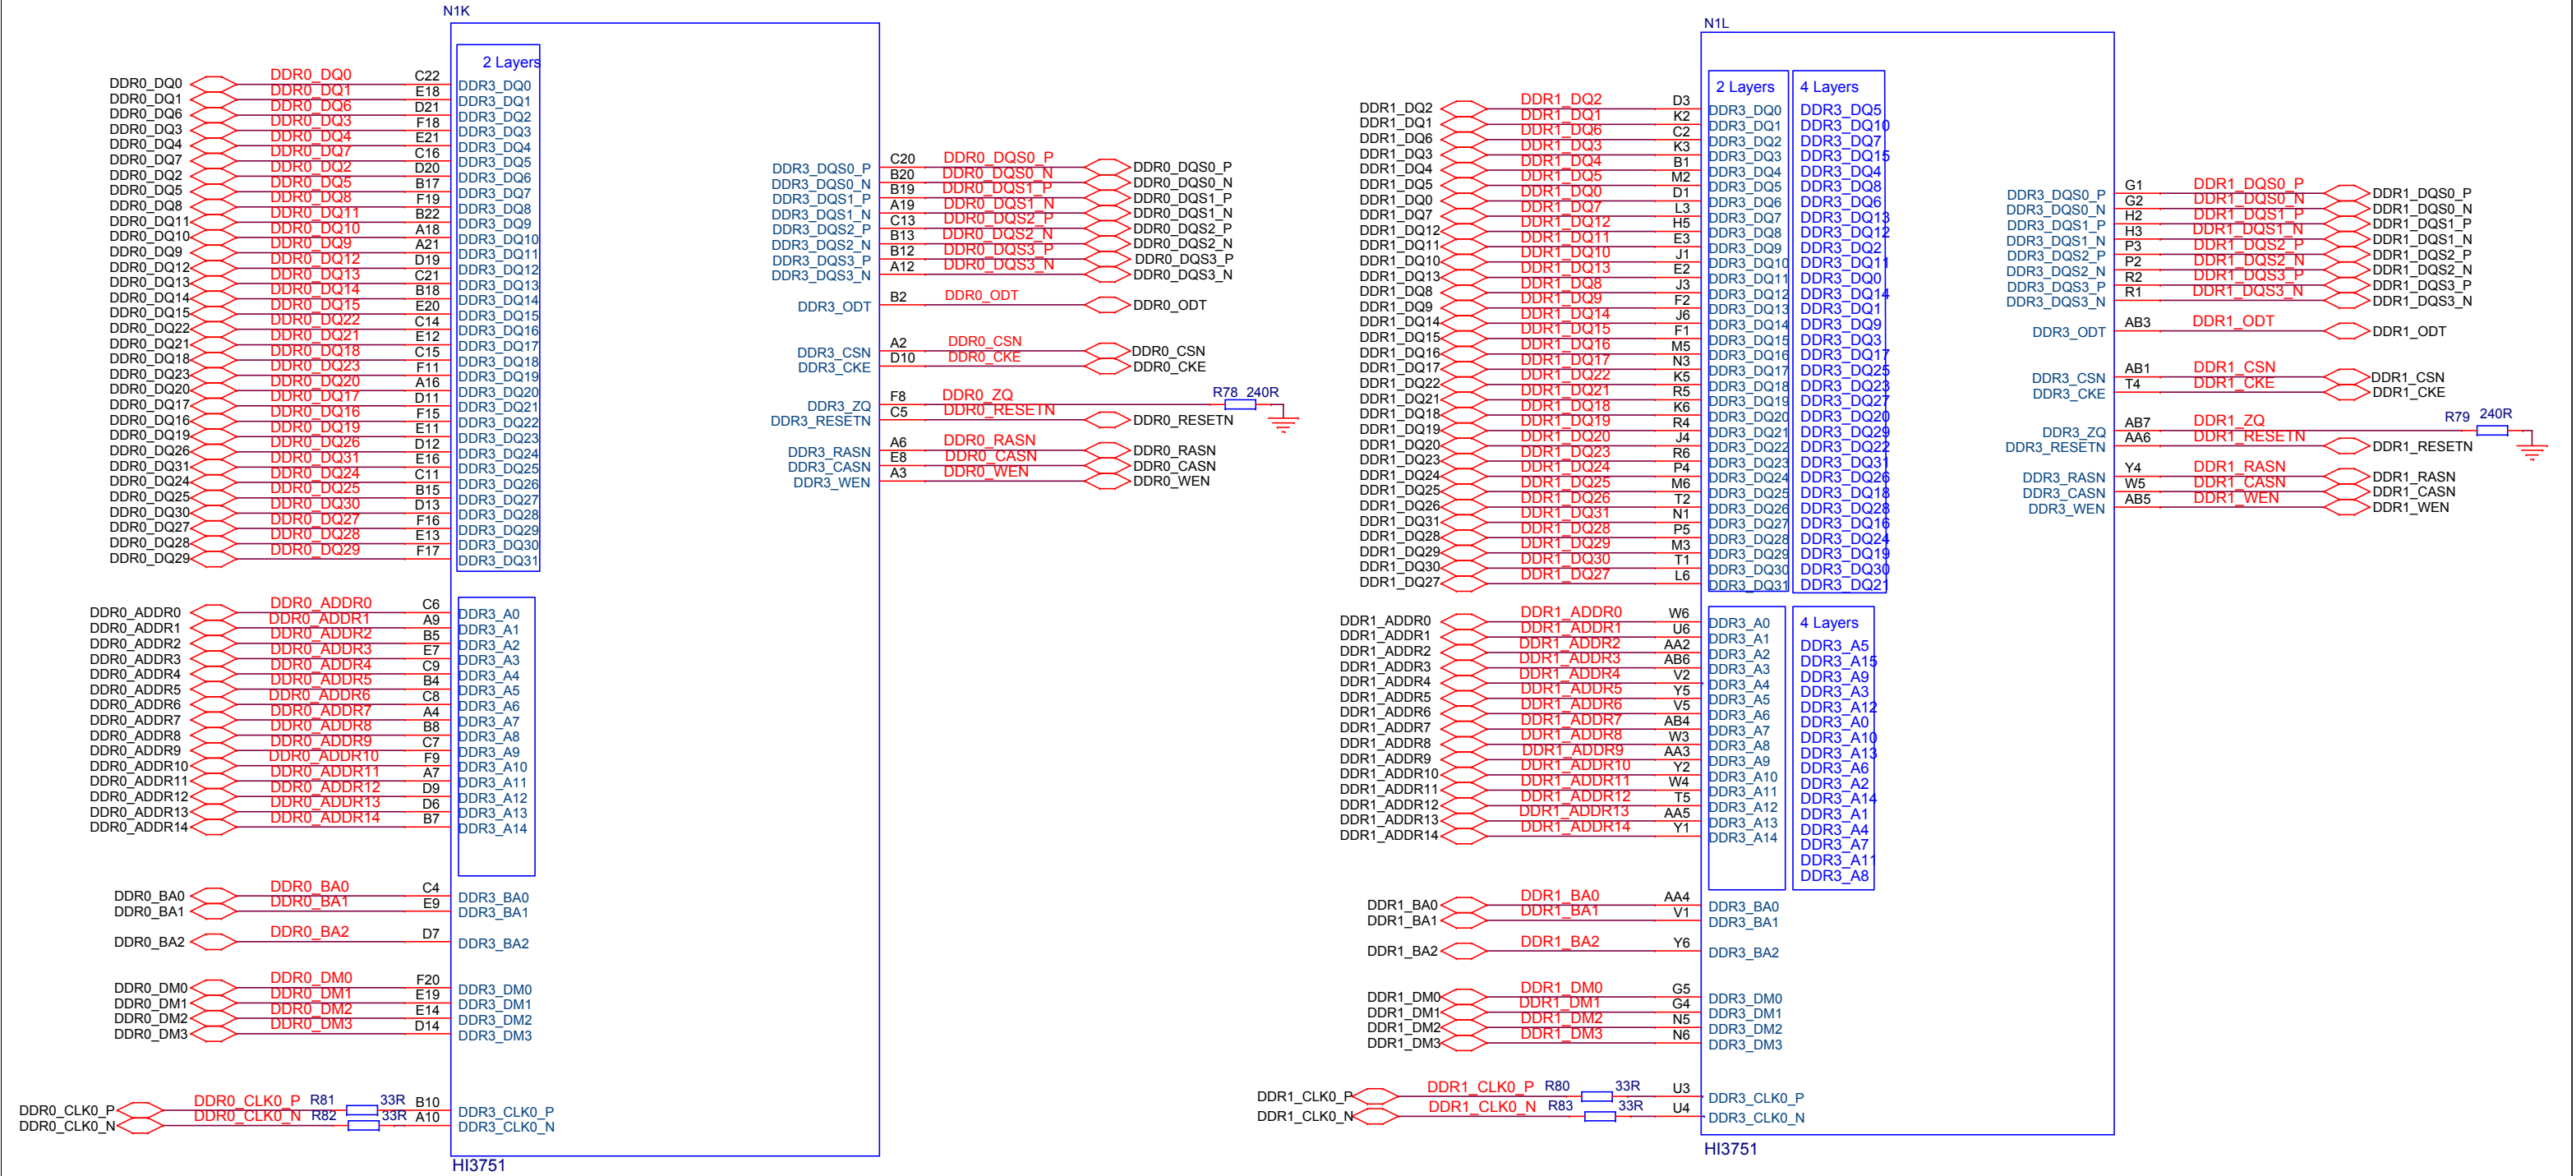 N1K
2 Layers
DDR0_DQ0 DDR0_DQ0 C22 DDR3_DQ0
DDR0_DQ1 DDR0_DQ1 E18 DDR3_DQ1
DDR0_DQ6 DDR0_DQ6 D21 DDR3_DQ2
DDR0_DQ3 DDR0_DQ3 F18 DDR3_DQ3
DDR0_DQ4 DDR0_DQ4 E21 DDR3_DQ4
DDR0_DQ7 DDR0_DQ7 C16 DDR3_DQ5
DDR0_DQ2 DDR0_DQ2 D20 DDR3_DQ6
DDR0_DQ5 DDR0_DQ5 B17 DDR3_DQ7
DDR0_DQ8 DDR0_DQ8 F19 DDR3_DQ8
DDR0_DQ11 DDR0_DQ11 B22 DDR3_DQ9
DDR0_DQ10 DDR0_DQ10 A18 DDR3_DQ10
DDR0_DQ9 DDR0_DQ9 A21 DDR3_DQ11
DDR0_DQ12 DDR0_DQ12 D19 DDR3_DQ12
DDR0_DQ13 DDR0_DQ13 C21 DDR3_DQ13
DDR0_DQ14 DDR0_DQ14 B18 DDR3_DQ14
DDR0_DQ15 DDR0_DQ15 E20 DDR3_DQ15
DDR0_DQ22 DDR0_DQ22 C14 DDR3_DQ16
DDR0_DQ21 DDR0_DQ21 E12 DDR3_DQ17
DDR0_DQ18 DDR0_DQ18 C15 DDR3_DQ18
DDR0_DQ23 DDR0_DQ23 F11 DDR3_DQ19
DDR0_DQ20 DDR0_DQ20 A16 DDR3_DQ20
DDR0_DQ17 DDR0_DQ17 D11 DDR3_DQ21
DDR0_DQ16 DDR0_DQ16 F15 DDR3_DQ22
DDR0_DQ19 DDR0_DQ19 E11 DDR3_DQ23
DDR0_DQ26 DDR0_DQ26 D12 DDR3_DQ24
DDR0_DQ31 DDR0_DQ31 E16 DDR3_DQ25
DDR0_DQ24 DDR0_DQ24 C11 DDR3_DQ26
DDR0_DQ25 DDR0_DQ25 B15 DDR3_DQ27
DDR0_DQ30 DDR0_DQ30 D13 DDR3_DQ28
DDR0_DQ27 DDR0_DQ27 F16 DDR3_DQ29
DDR0_DQ28 DDR0_DQ28 E13 DDR3_DQ30
DDR0_DQ29 DDR0_DQ29 F17 DDR3_DQ31
DDR0_ADDR0 DDR0_ADDR0 C6 DDR3_A0
DDR0_ADDR1 DDR0_ADDR1 A9 DDR3_A1
DDR0_ADDR2 DDR0_ADDR2 B5 DDR3_A2
DDR0_ADDR3 DDR0_ADDR3 E7 DDR3_A3
DDR0_ADDR4 DDR0_ADDR4 C9 DDR3_A4
DDR0_ADDR5 DDR0_ADDR5 B4 DDR3_A5
DDR0_ADDR6 DDR0_ADDR6 C8 DDR3_A6
DDR0_ADDR7 DDR0_ADDR7 A4 DDR3_A7
DDR0_ADDR8 DDR0_ADDR8 B8 DDR3_A8
DDR0_ADDR9 DDR0_ADDR9 C7 DDR3_A9
DDR0_ADDR10 DDR0_ADDR10 F9 DDR3_A10
DDR0_ADDR11 DDR0_ADDR11 A7 DDR3_A11
DDR0_ADDR12 DDR0_ADDR12 D9 DDR3_A12
DDR0_ADDR13 DDR0_ADDR13 D6 DDR3_A13
DDR0_ADDR14 DDR0_ADDR14 B7 DDR3_A14
DDR0_BA0 DDR0_BA0 C4 DDR3_BA0
DDR0_BA1 DDR0_BA1 E9 DDR3_BA1
DDR0_BA2 DDR0_BA2 D7 DDR3_BA2
DDR0_DM0 DDR0_DM0 F20 DDR3_DM0
DDR0_DM1 DDR0_DM1 E19 DDR3_DM1
DDR0_DM2 DDR0_DM2 E14 DDR3_DM2
DDR0_DM3 DDR0_DM3 D14 DDR3_DM3
DDR0_CLK0_P DDR0_CLK0_P R81 33R B10 DDR3_CLK0_P
DDR0_CLK0_N DDR0_CLK0_N R82 33R A10 DDR3_CLK0_N
DDR3_DQS0_P C20 DDR0_DQS0_P DDR0_DQS0_P
DDR3_DQS0_N B20 DDR0_DQS0_N DDR0_DQS0_N
DDR3_DQS1_P B19 DDR0_DQS1_P DDR0_DQS1_P
DDR3_DQS1_N A19 DDR0_DQS1_N DDR0_DQS1_N
DDR3_DQS2_P C13 DDR0_DQS2_P DDR0_DQS2_P
DDR3_DQS2_N B13 DDR0_DQS2_N DDR0_DQS2_N
DDR3_DQS3_P B12 DDR0_DQS3_P DDR0_DQS3_P
DDR3_DQS3_N A12 DDR0_DQS3_N DDR0_DQS3_N
DDR3_ODT B2 DDR0_ODT DDR0_ODT
DDR3_CSN A2 DDR0_CSN DDR0_CSN
DDR3_CKE D10 DDR0_CKE DDR0_CKE
DDR3_ZQ F8 DDR0_ZQ R78 240R
DDR3_RESETN C5 DDR0_RESETN DDR0_RESETN
DDR3_RASN A6 DDR0_RASN DDR0_RASN
DDR3_CASN E8 DDR0_CASN DDR0_CASN
DDR3_WEN A3 DDR0_WEN DDR0_WEN
HI3751
N1L
2 Layers 4 Layers
DDR1_DQ2 DDR1_DQ2 D3 DDR3_DQ0 DDR3_DQ5
DDR1_DQ1 DDR1_DQ1 K2 DDR3_DQ1 DDR3_DQ10
DDR1_DQ6 DDR1_DQ6 C2 DDR3_DQ2 DDR3_DQ7
DDR1_DQ3 DDR1_DQ3 K3 DDR3_DQ3 DDR3_DQ15
DDR1_DQ4 DDR1_DQ4 B1 DDR3_DQ4 DDR3_DQ4
DDR1_DQ5 DDR1_DQ5 M2 DDR3_DQ5 DDR3_DQ8
DDR1_DQ0 DDR1_DQ0 D1 DDR3_DQ6 DDR3_DQ6
DDR1_DQ7 DDR1_DQ7 L3 DDR3_DQ7 DDR3_DQ13
DDR1_DQ12 DDR1_DQ12 H5 DDR3_DQ8 DDR3_DQ12
DDR1_DQ11 DDR1_DQ11 E3 DDR3_DQ9 DDR3_DQ2
DDR1_DQ10 DDR1_DQ10 J1 DDR3_DQ10 DDR3_DQ11
DDR1_DQ13 DDR1_DQ13 E2 DDR3_DQ11 DDR3_DQ0
DDR1_DQ8 DDR1_DQ8 J3 DDR3_DQ12 DDR3_DQ14
DDR1_DQ9 DDR1_DQ9 F2 DDR3_DQ13 DDR3_DQ1
DDR1_DQ14 DDR1_DQ14 J6 DDR3_DQ14 DDR3_DQ9
DDR1_DQ15 DDR1_DQ15 F1 DDR3_DQ15 DDR3_DQ3
DDR1_DQ16 DDR1_DQ16 M5 DDR3_DQ16 DDR3_DQ17
DDR1_DQ17 DDR1_DQ17 N3 DDR3_DQ17 DDR3_DQ25
DDR1_DQ22 DDR1_DQ22 K5 DDR3_DQ18 DDR3_DQ23
DDR1_DQ21 DDR1_DQ21 R5 DDR3_DQ19 DDR3_DQ27
DDR1_DQ18 DDR1_DQ18 K6 DDR3_DQ20 DDR3_DQ20
DDR1_DQ19 DDR1_DQ19 R4 DDR3_DQ21 DDR3_DQ29
DDR1_DQ20 DDR1_DQ20 J4 DDR3_DQ22 DDR3_DQ22
DDR1_DQ23 DDR1_DQ23 R6 DDR3_DQ23 DDR3_DQ31
DDR1_DQ24 DDR1_DQ24 P4 DDR3_DQ24 DDR3_DQ26
DDR1_DQ25 DDR1_DQ25 M6 DDR3_DQ25 DDR3_DQ18
DDR1_DQ26 DDR1_DQ26 T2 DDR3_DQ26 DDR3_DQ28
DDR1_DQ31 DDR1_DQ31 N1 DDR3_DQ27 DDR3_DQ16
DDR1_DQ28 DDR1_DQ28 P5 DDR3_DQ28 DDR3_DQ24
DDR1_DQ29 DDR1_DQ29 M3 DDR3_DQ29 DDR3_DQ19
DDR1_DQ30 DDR1_DQ30 T1 DDR3_DQ30 DDR3_DQ30
DDR1_DQ27 DDR1_DQ27 L6 DDR3_DQ31 DDR3_DQ21
4 Layers
DDR1_ADDR0 DDR1_ADDR0 W6 DDR3_A0 DDR3_A5
DDR1_ADDR1 DDR1_ADDR1 U6 DDR3_A1 DDR3_A15
DDR1_ADDR2 DDR1_ADDR2 AA2 DDR3_A2 DDR3_A9
DDR1_ADDR3 DDR1_ADDR3 AB6 DDR3_A3 DDR3_A3
DDR1_ADDR4 DDR1_ADDR4 V2 DDR3_A4 DDR3_A12
DDR1_ADDR5 DDR1_ADDR5 Y5 DDR3_A5 DDR3_A0
DDR1_ADDR6 DDR1_ADDR6 V5 DDR3_A6 DDR3_A10
DDR1_ADDR7 DDR1_ADDR7 AB4 DDR3_A7 DDR3_A13
DDR1_ADDR8 DDR1_ADDR8 W3 DDR3_A8 DDR3_A6
DDR1_ADDR9 DDR1_ADDR9 AA3 DDR3_A9 DDR3_A2
DDR1_ADDR10 DDR1_ADDR10 Y2 DDR3_A10 DDR3_A14
DDR1_ADDR11 DDR1_ADDR11 W4 DDR3_A11 DDR3_A1
DDR1_ADDR12 DDR1_ADDR12 T5 DDR3_A12 DDR3_A4
DDR1_ADDR13 DDR1_ADDR13 AA5 DDR3_A13 DDR3_A7
DDR1_ADDR14 DDR1_ADDR14 Y1 DDR3_A14 DDR3_A11
DDR3_A8
DDR1_BA0 DDR1_BA0 AA4 DDR3_BA0
DDR1_BA1 DDR1_BA1 V1 DDR3_BA1
DDR1_BA2 DDR1_BA2 Y6 DDR3_BA2
DDR1_DM0 DDR1_DM0 G5 DDR3_DM0
DDR1_DM1 DDR1_DM1 G4 DDR3_DM1
DDR1_DM2 DDR1_DM2 N5 DDR3_DM2
DDR1_DM3 DDR1_DM3 N6 DDR3_DM3
DDR1_CLK0_P DDR1_CLK0_P R80 33R U3 DDR3_CLK0_P
DDR1_CLK0_N DDR1_CLK0_N R83 33R U4 DDR3_CLK0_N
DDR3_DQS0_P G1 DDR1_DQS0_P DDR1_DQS0_P
DDR3_DQS0_N G2 DDR1_DQS0_N DDR1_DQS0_N
DDR3_DQS1_P H2 DDR1_DQS1_P DDR1_DQS1_P
DDR3_DQS1_N H3 DDR1_DQS1_N DDR1_DQS1_N
DDR3_DQS2_P P3 DDR1_DQS2_P DDR1_DQS2_P
DDR3_DQS2_N P2 DDR1_DQS2_N DDR1_DQS2_N
DDR3_DQS3_P R2 DDR1_DQS3_P DDR1_DQS3_P
DDR3_DQS3_N R1 DDR1_DQS3_N DDR1_DQS3_N
DDR3_ODT AB3 DDR1_ODT DDR1_ODT
DDR3_CSN AB1 DDR1_CSN DDR1_CSN
DDR3_CKE T4 DDR1_CKE DDR1_CKE
DDR3_ZQ AB7 DDR1_ZQ R79 240R
DDR3_RESETN AA6 DDR1_RESETN DDR1_RESETN
DDR3_RASN Y4 DDR1_RASN DDR1_RASN
DDR3_CASN W5 DDR1_CASN DDR1_CASN
DDR3_WEN AB5 DDR1_WEN DDR1_WEN
HI3751